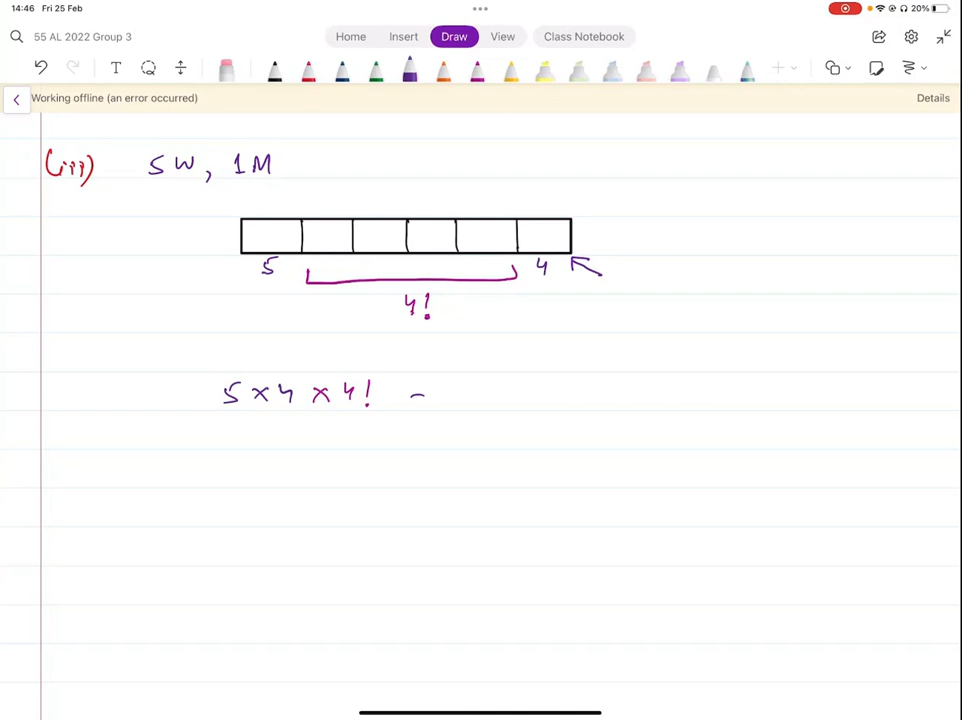 14:46 Fri 25 Feb 20%
55 AL 2022 Group 3 Home Insert Draw View Class Notebook
T
Working offline (an error occurred) Details
(iii) 5W, 1M
5 4
4!
5 × 4 × 4! -